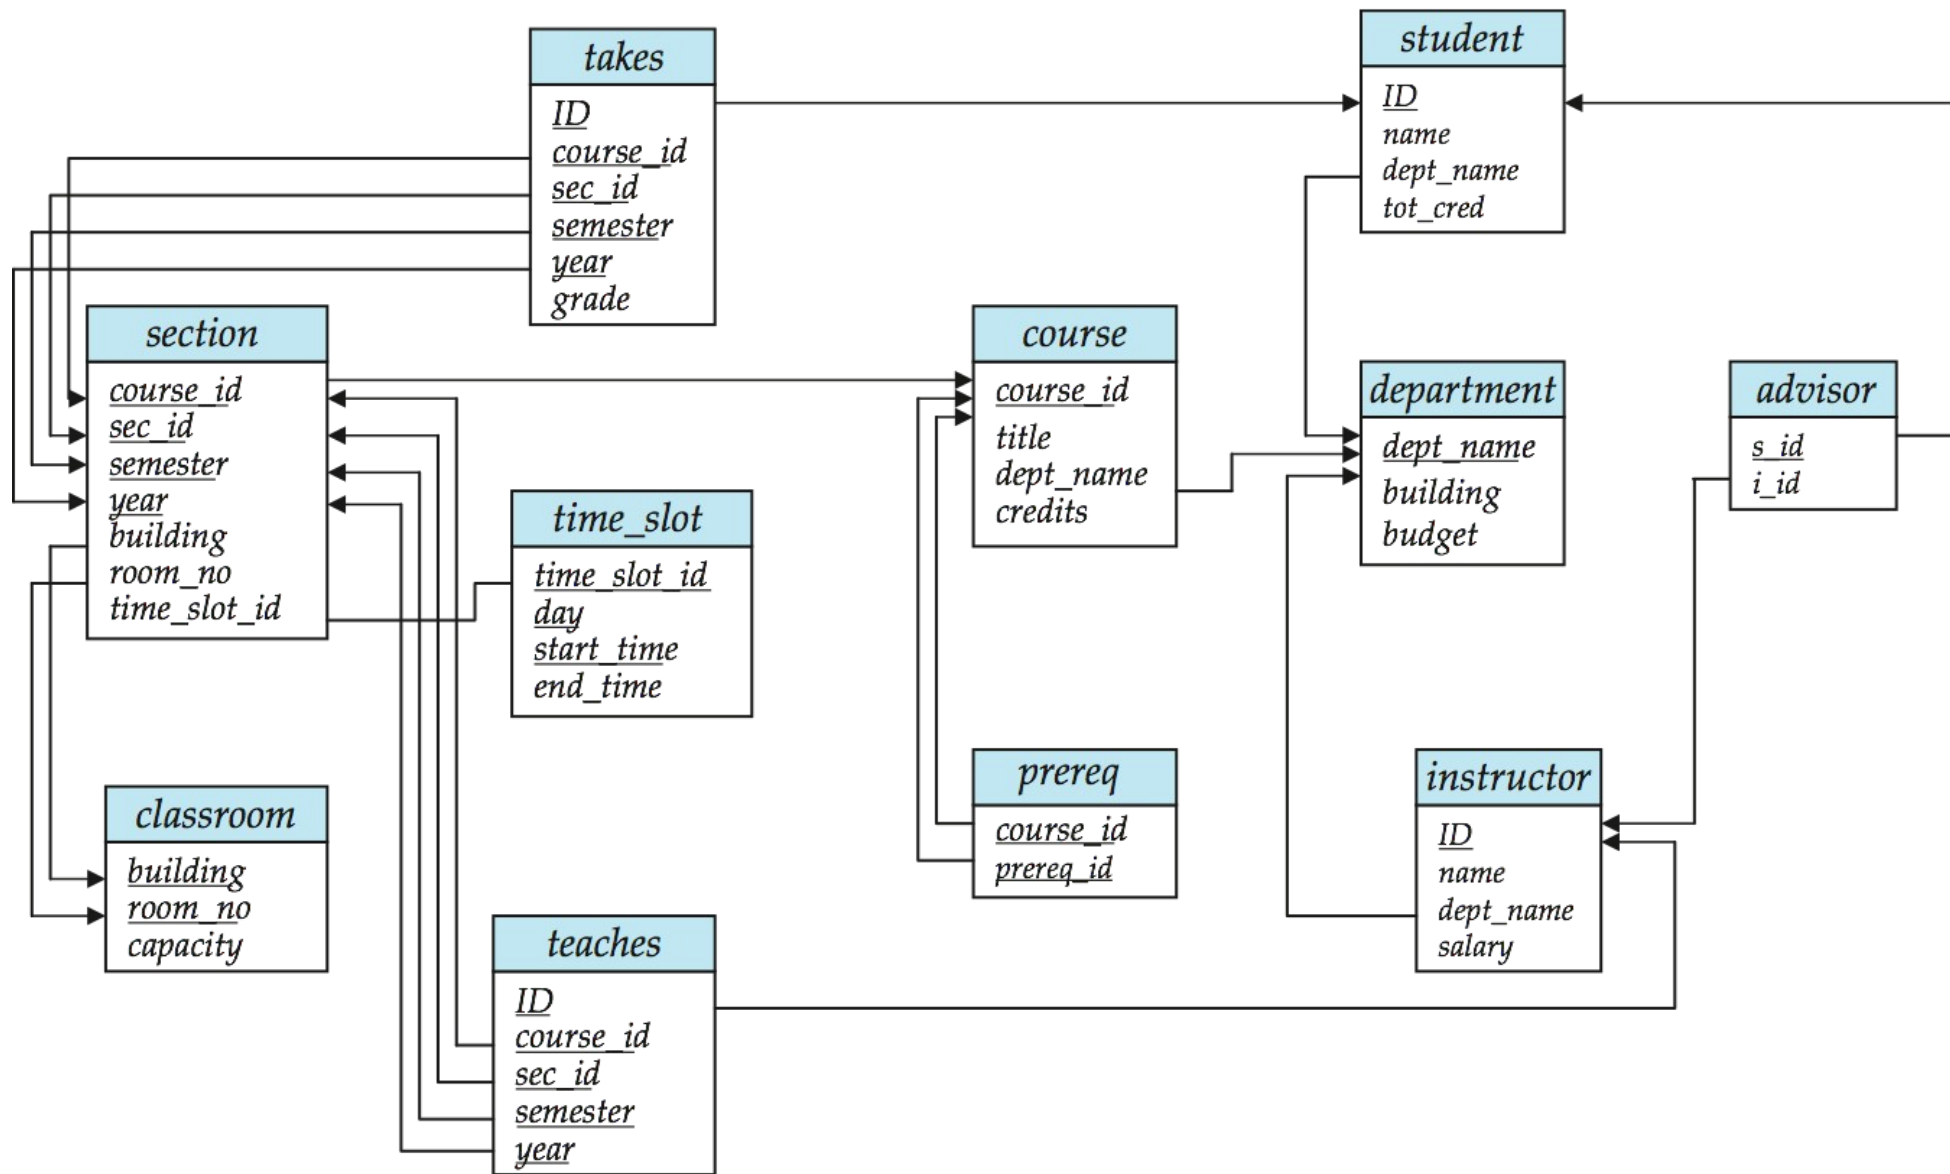 takes
ID
course_id
sec_id
semester
year
grade
student
ID
name
dept_name
tot_cred
section
course_id
sec_id
semester
year
building
room_no
time_slot_id
time_slot
time_slot_id
day
start_time
end_time
course
course_id
title
dept_name
credits
department
dept_name
building
budget
advisor
s_id
i_id
classroom
building
room_no
capacity
prereq
course_id
prereq_id
instructor
ID
name
dept_name
salary
teaches
ID
course_id
sec_id
semester
year